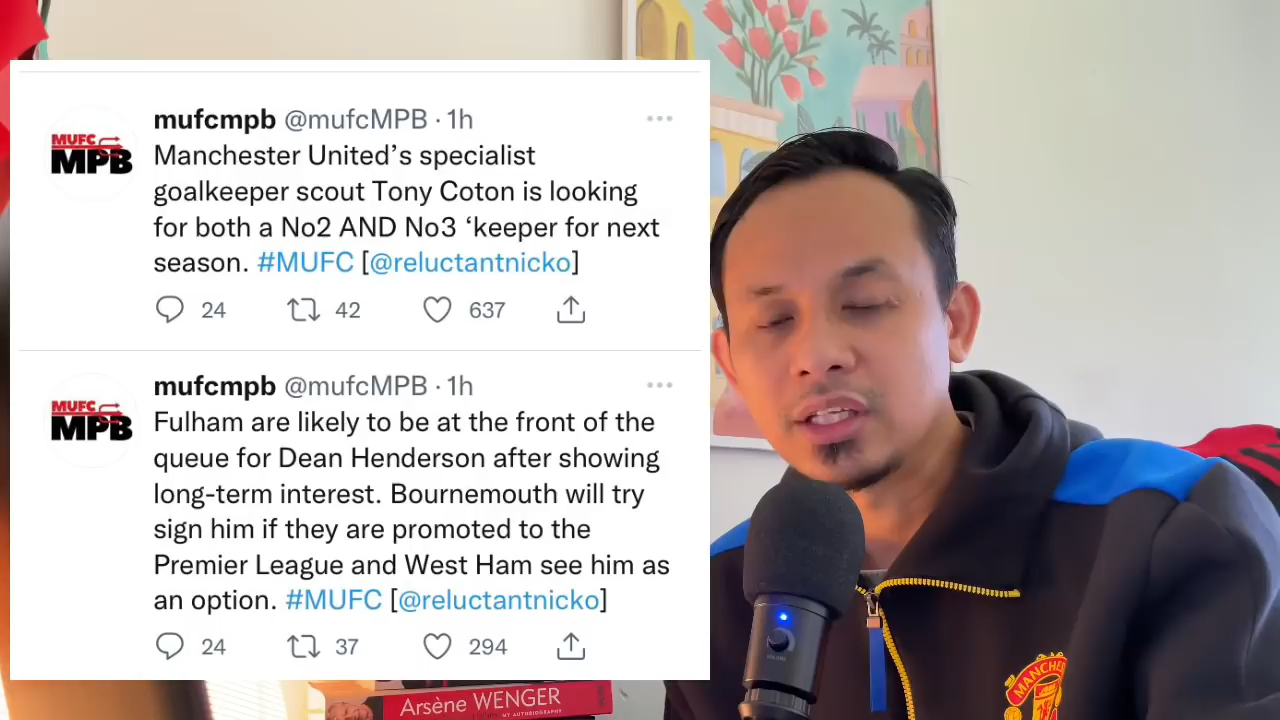 mufcmpb @mufcMPB · 1h
MUFC
MPB
Manchester United’s specialist
goalkeeper scout Tony Coton is looking
for both a No2 AND No3 ‘keeper for next
season. #MUFC [@reluctantnicko]
24 42 637
mufcmpb @mufcMPB · 1h
MUFC
MPB
Fulham are likely to be at the front of the
queue for Dean Henderson after showing
long-term interest. Bournemouth will try
sign him if they are promoted to the
Premier League and West Ham see him as
an option. #MUFC [@reluctantnicko]
24 37 294
Arsène WENGER
MY AUTOBIOGRAPHY
VOLUME